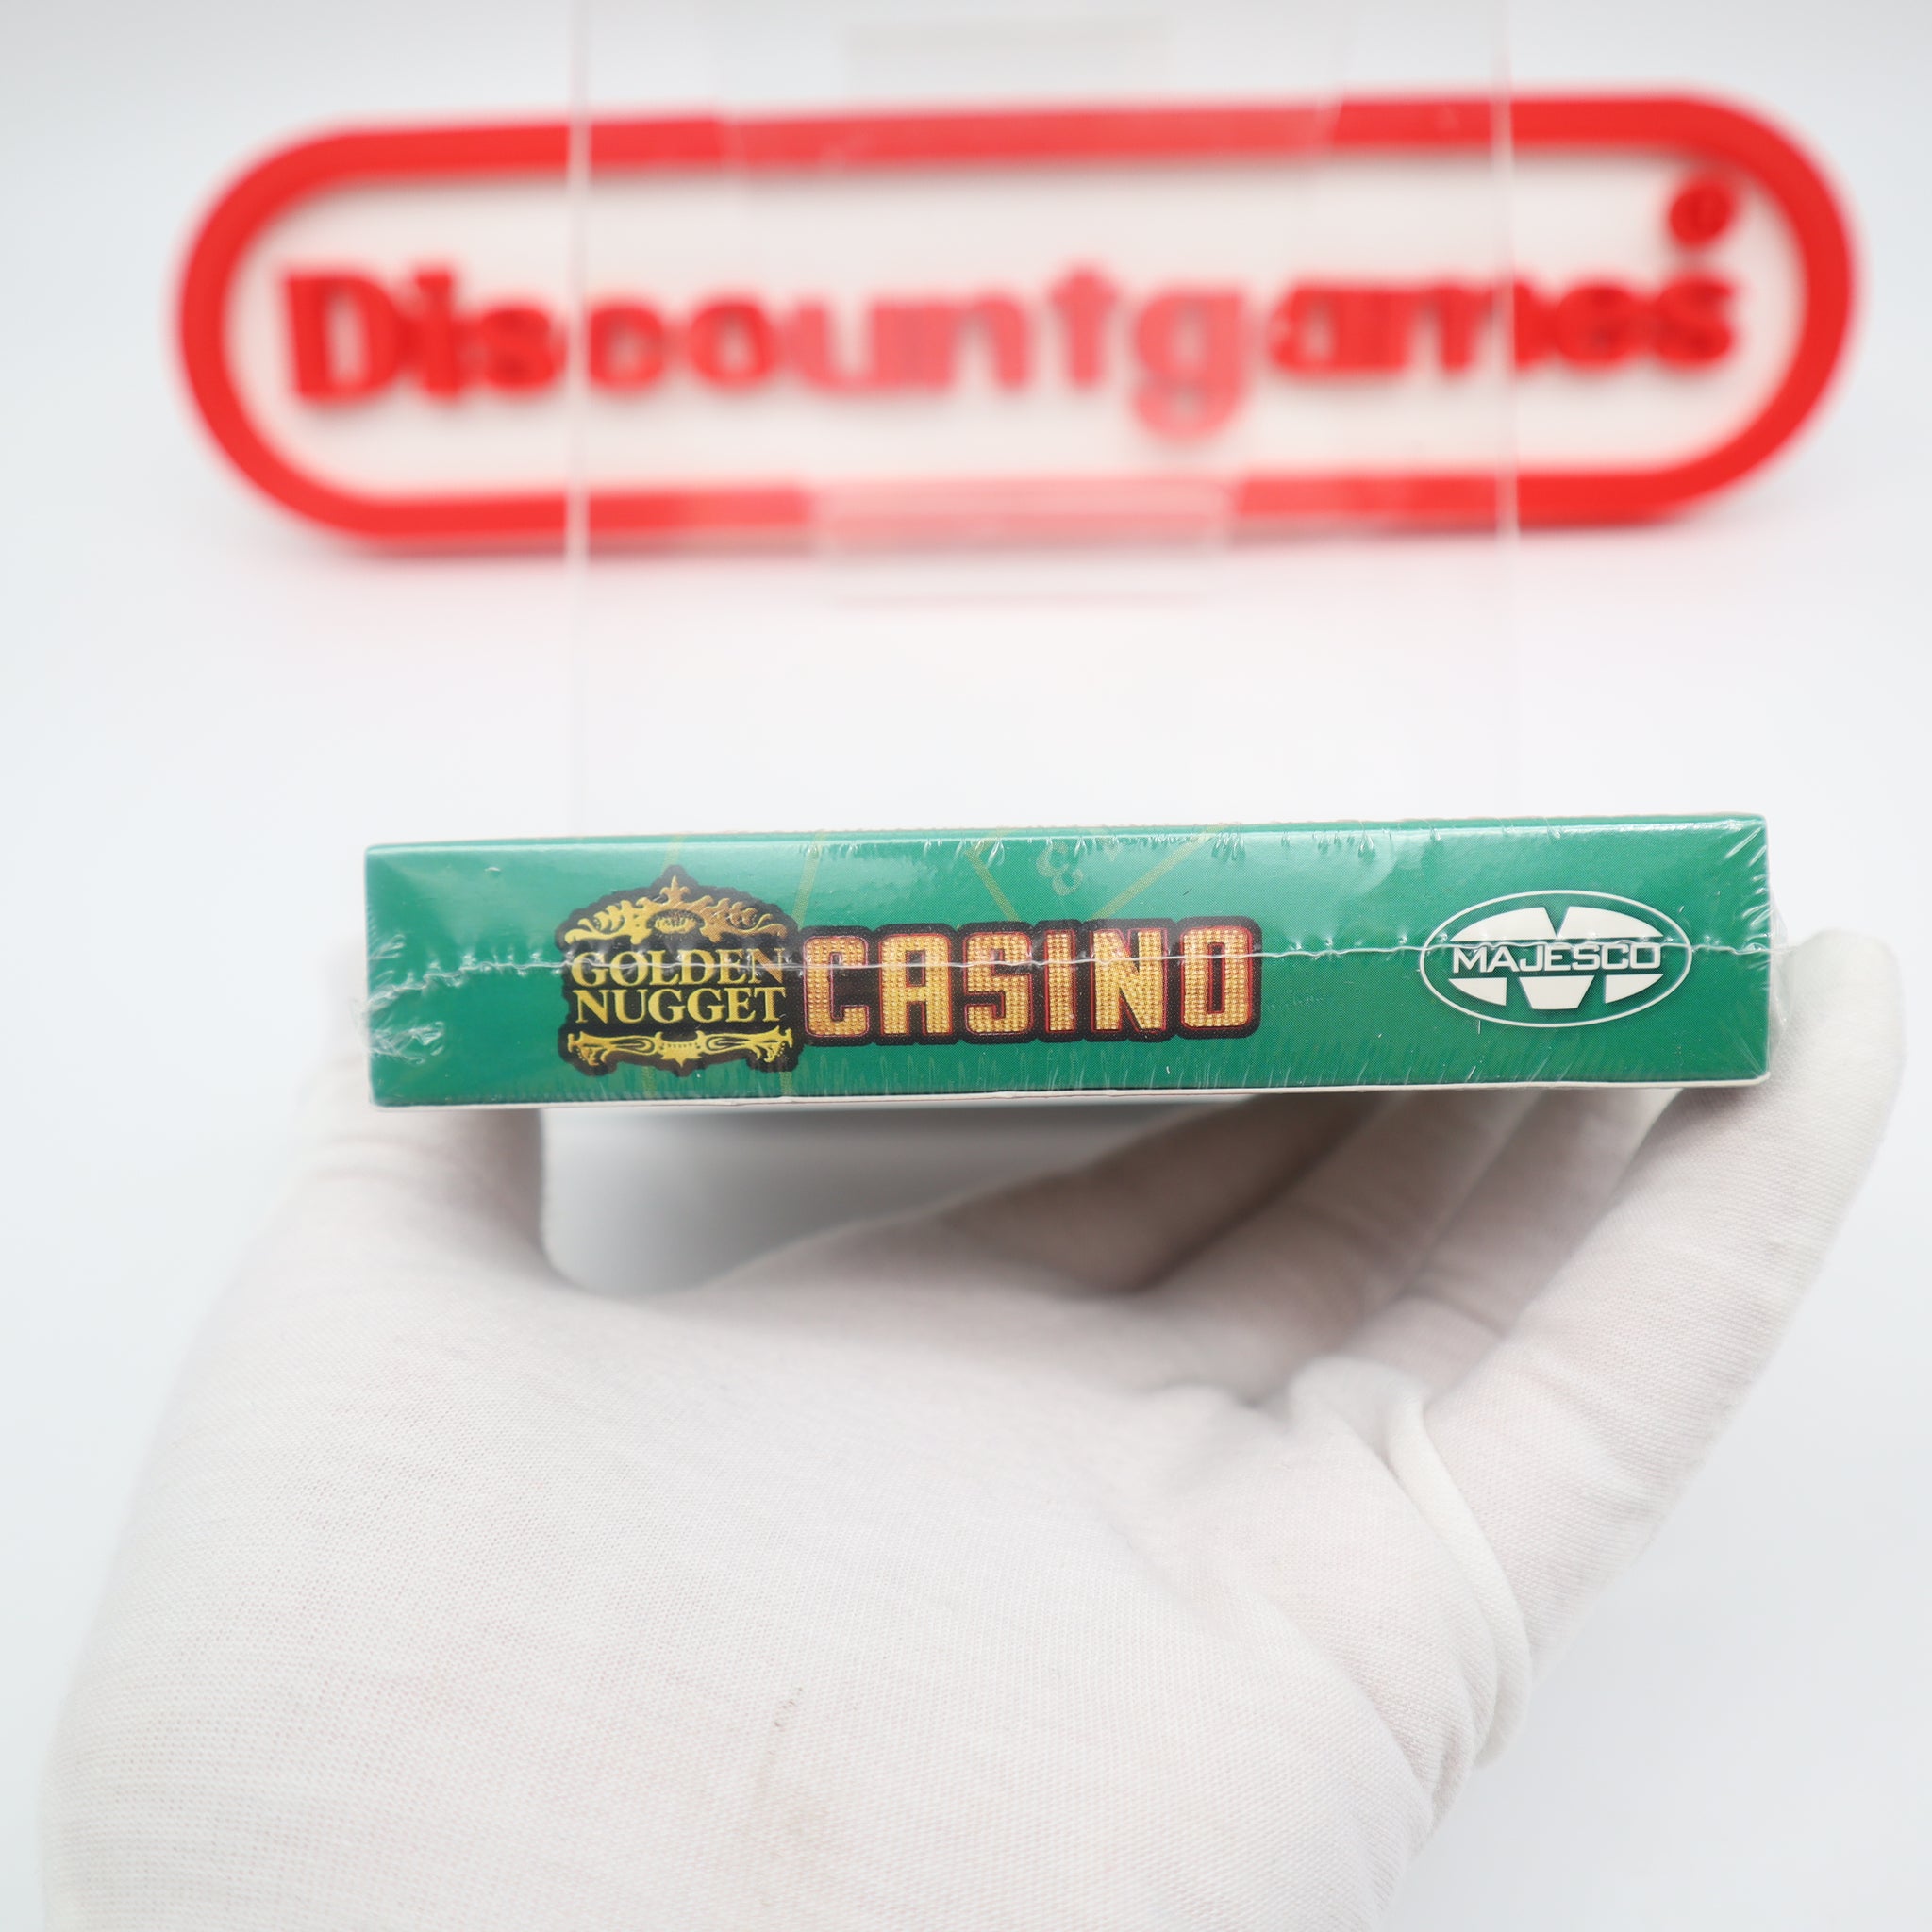 Discountgames
GOLDEN
NUGGET
CASINO
MAJESCO